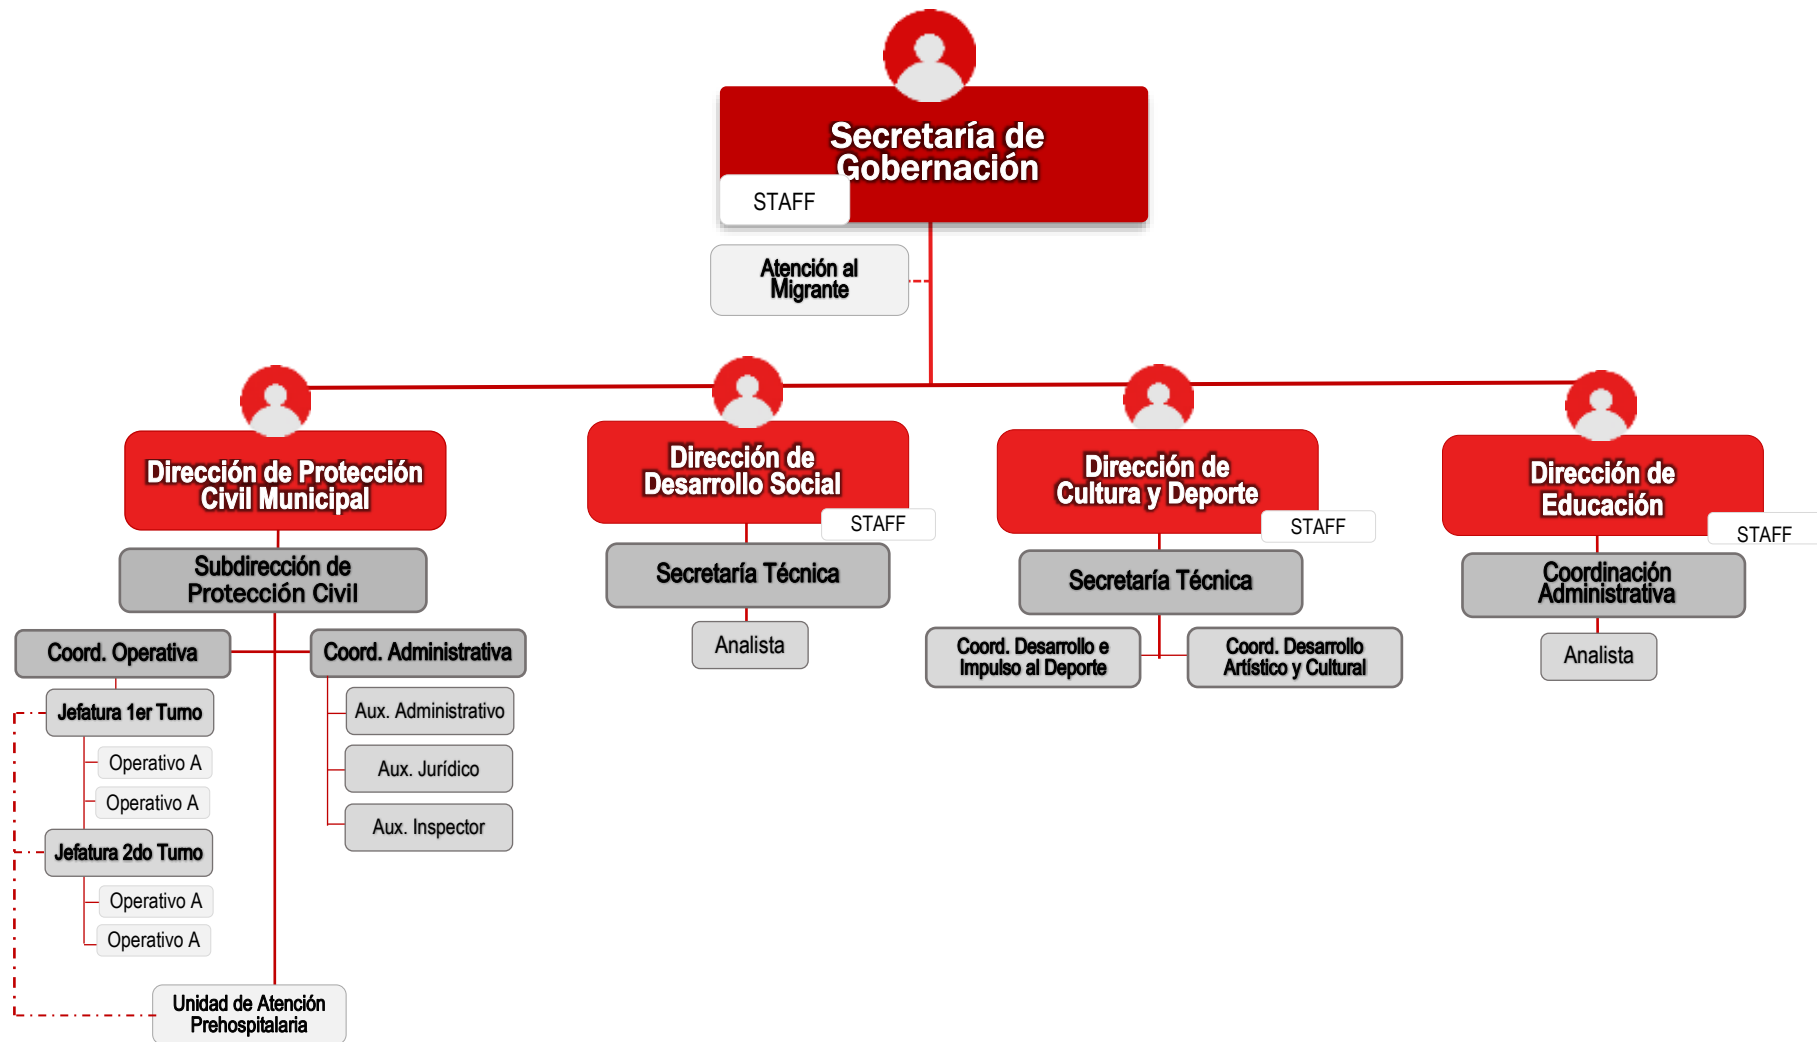 Secretaría de
Gobernación
STAFF
Atención al
Migrante
Dirección de Protección
Civil Municipal
Subdirección de
Protección Civil
Coord. Operativa
Coord. Administrativa
Jefatura 1er Turno
Operativo A
Operativo A
Jefatura 2do Turno
Operativo A
Operativo A
Aux. Administrativo
Aux. Jurídico
Aux. Inspector
Unidad de Atención
Prehospitalaria
Dirección de
Desarrollo Social
STAFF
Secretaría Técnica
Analista
Dirección de
Cultura y Deporte
STAFF
Secretaría Técnica
Coord. Desarrollo e
Impulso al Deporte
Coord. Desarrollo
Artístico y Cultural
Dirección de
Educación
STAFF
Coordinación
Administrativa
Analista